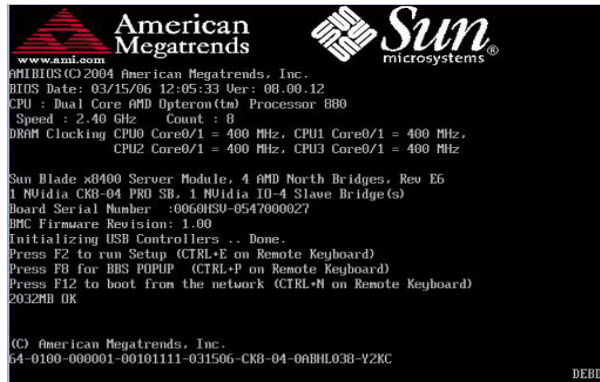 American
Megatrends
www.ami.com
Sun
microsystems
AMIBIOS(C)2004 American Megatrends, Inc.
BIOS Date: 03/15/06 12:05:33 Ver: 08.00.12
CPU : Dual Core AMD Opteron(tm) Processor 880
Speed : 2.40 GHz Count : 8
DRAM Clocking CPU0 Core0/1 = 400 MHz, CPU1 Core0/1 = 400 MHz,
CPU2 Core0/1 = 400 MHz, CPU3 Core0/1 = 400 MHz
Sun Blade x8400 Server Module, 4 AMD North Bridges, Rev E6
1 NVidia CK8-04 PRO SB, 1 NVidia IO-4 Slave Bridge(s)
Board Serial Number :0060HSV-0547000027
BMC Firmware Revision: 1.00
Initializing USB Controllers .. Done.
Press F2 to run Setup (CTRL+E on Remote Keyboard)
Press F8 for BBS POPUP (CTRL+P on Remote Keyboard)
Press F12 to boot from the network (CTRL+N on Remote Keyboard)
2032MB OK
(C) American Megatrends, Inc.
64-0100-000001-00101111-031506-CK8-04-0ABHL038-Y2KC
DEBD